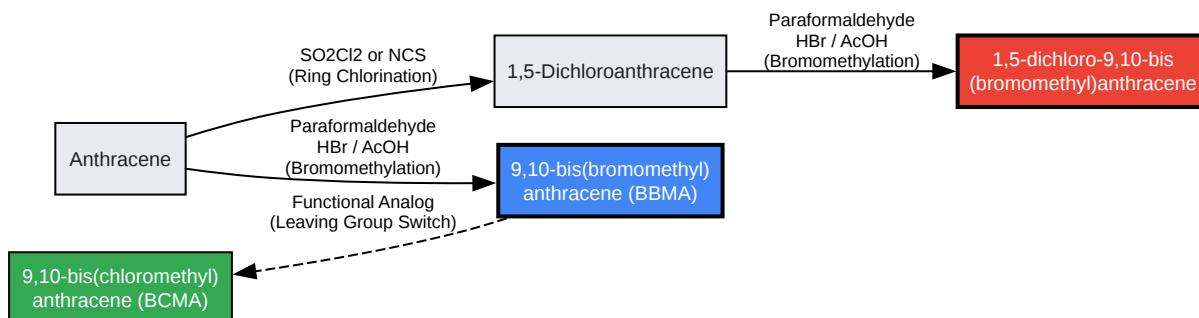 Paraformaldehyde
HBr / AcOH
(Bromomethylation)
SO2Cl2 or NCS
(Ring Chlorination)
1,5-Dichloroanthracene
1,5-dichloro-9,10-bis
(bromomethyl)anthracene
Anthracene
Paraformaldehyde
HBr / AcOH
(Bromomethylation)
9,10-bis(bromomethyl)
anthracene (BBMA)
Functional Analog
(Leaving Group Switch)
9,10-bis(chloromethyl)
anthracene (BCMA)